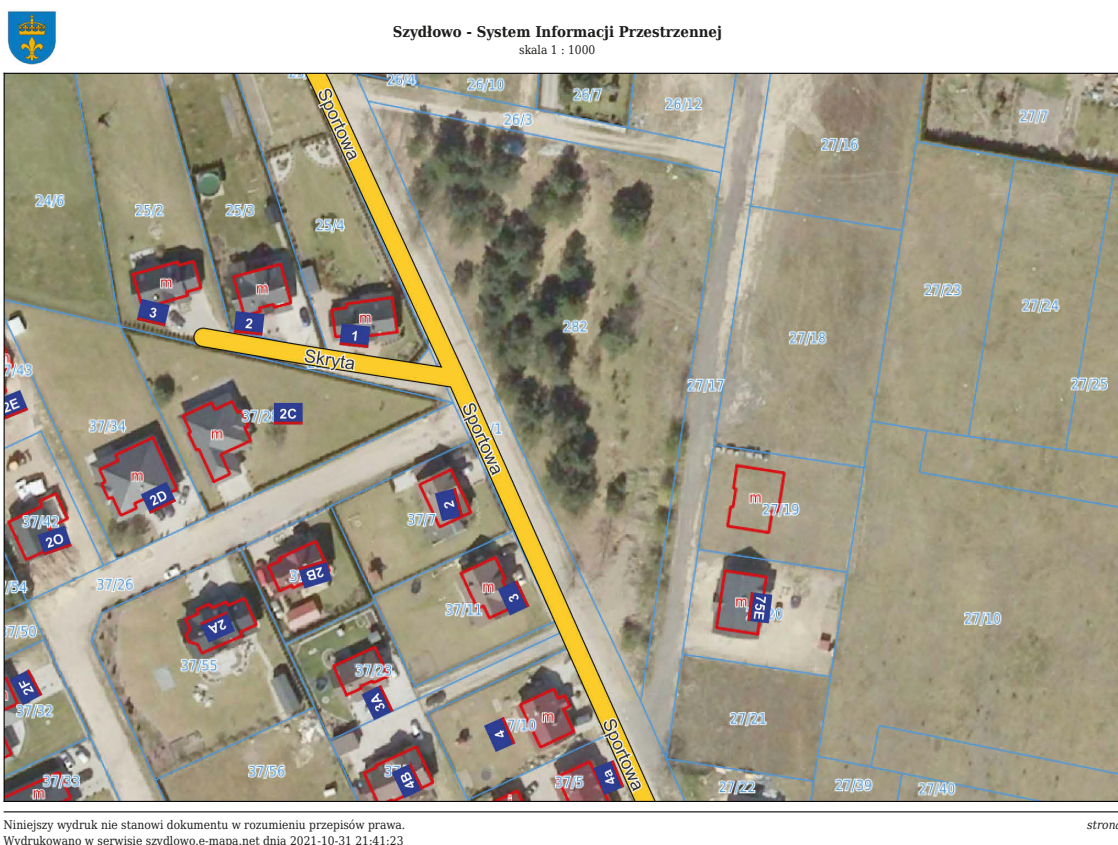 Szydłowo - System Informacji Przestrzennej
skala 1 : 1000
26/4
26/10
26/7
26/12
27/7
26/3
27/16
Sportowa
24/6
25/2
25/3
25/4
m
m
m
3
2
1
Skryta
282
27/23
27/24
27/18
27/17
27/25
2E
37/34
2C
m
Sportowa
m
2D
2
37/7
m
27/19
37/42
2O
37/26
2B
m
3
37/11
m
75E
27/10
2A
37/55
37/23
3A
2F
37/32
4
m
27/21
Sportowa
37/33
m
37/56
4B
37/5
m
4a
27/22
27/39
27/40
Niniejszy wydruk nie stanowi dokumentu w rozumieniu przepisów prawa.
Wydrukowano w serwisie szydlowo.e-mapa.net dnia 2021-10-31 21:41:23